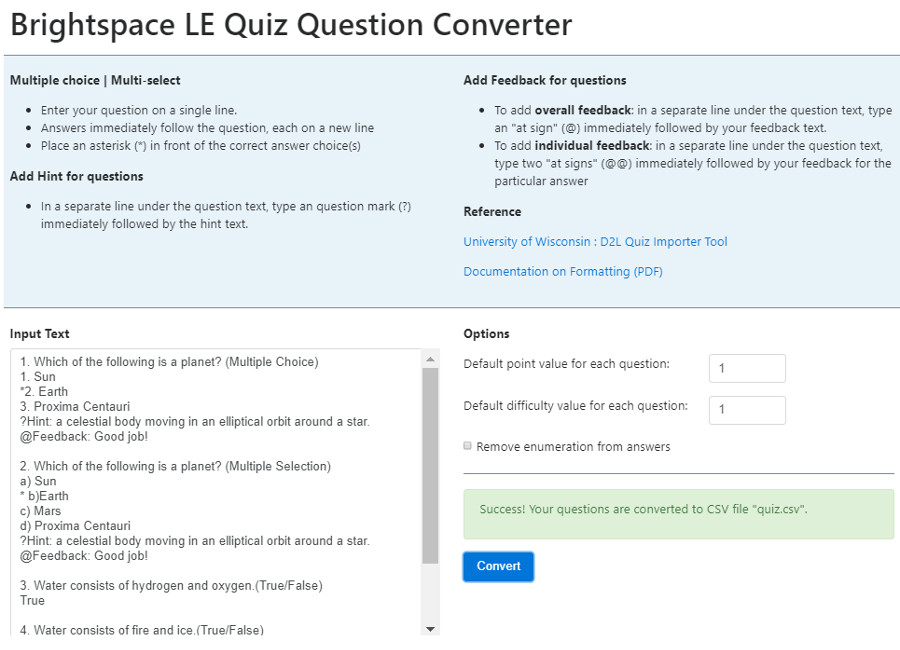 Brightspace LE Quiz Question Converter
Multiple choice | Multi-select
Enter your question on a single line.
Answers immediately follow the question, each on a new line
Place an asterisk (*) in front of the correct answer choice(s)
Add Hint for questions
In a separate line under the question text, type an question mark (?)
immediately followed by the hint text.
Add Feedback for questions
To add overall feedback: in a separate line under the question text, type
an "at sign" (@) immediately followed by your feedback text.
To add individual feedback: in a separate line under the question text,
type two "at signs" (@@) immediately followed by your feedback for the
particular answer
Reference
University of Wisconsin : D2L Quiz Importer Tool
Documentation on Formatting (PDF)
Input Text
1. Which of the following is a planet? (Multiple Choice)
1. Sun
*2. Earth
3. Proxima Centauri
?Hint: a celestial body moving in an elliptical orbit around a star.
@Feedback: Good job!
2. Which of the following is a planet? (Multiple Selection)
a) Sun
* b)Earth
c) Mars
d) Proxima Centauri
?Hint: a celestial body moving in an elliptical orbit around a star.
@Feedback: Good job!
3. Water consists of hydrogen and oxygen.(True/False)
True
4. Water consists of fire and ice.(True/False)
Options
Default point value for each question: 1
Default difficulty value for each question: 1
Remove enumeration from answers
Success! Your questions are converted to CSV file "quiz.csv".
Convert